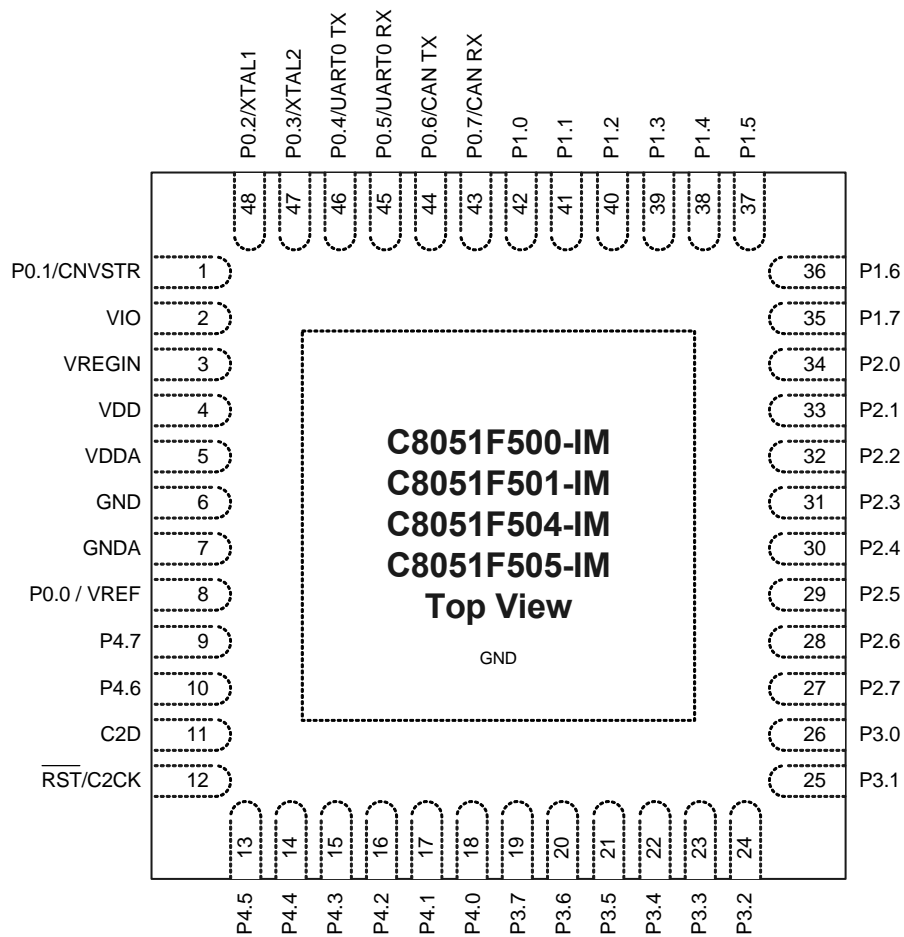 P0.2/XTAL1
P0.3/XTAL2
P0.4/UART0 TX
P0.5/UART0 RX
P0.6/CAN TX
P0.7/CAN RX
P1.0
P1.1
P1.2
P1.3
P1.4
P1.5
48
47
46
45
44
43
42
41
40
39
38
37
P0.1/CNVSTR 1
VIO 2
VREGIN 3
VDD 4
VDDA 5
GND 6
GNDA 7
P0.0 / VREF 8
P4.7 9
P4.6 10
C2D 11
RST/C2CK 12
C8051F500-IM
C8051F501-IM
C8051F504-IM
C8051F505-IM
Top View
GND
36 P1.6
35 P1.7
34 P2.0
33 P2.1
32 P2.2
31 P2.3
30 P2.4
29 P2.5
28 P2.6
27 P2.7
26 P3.0
25 P3.1
13
14
15
16
17
18
19
20
21
22
23
24
P4.5
P4.4
P4.3
P4.2
P4.1
P4.0
P3.7
P3.6
P3.5
P3.4
P3.3
P3.2